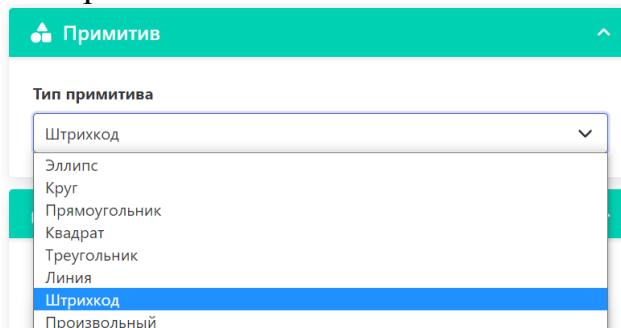 Примитив
Тип примитива
Штрихкод
Эллипс
Круг
Прямоугольник
Квадрат
Треугольник
Линия
Штрихкод
Произвольный